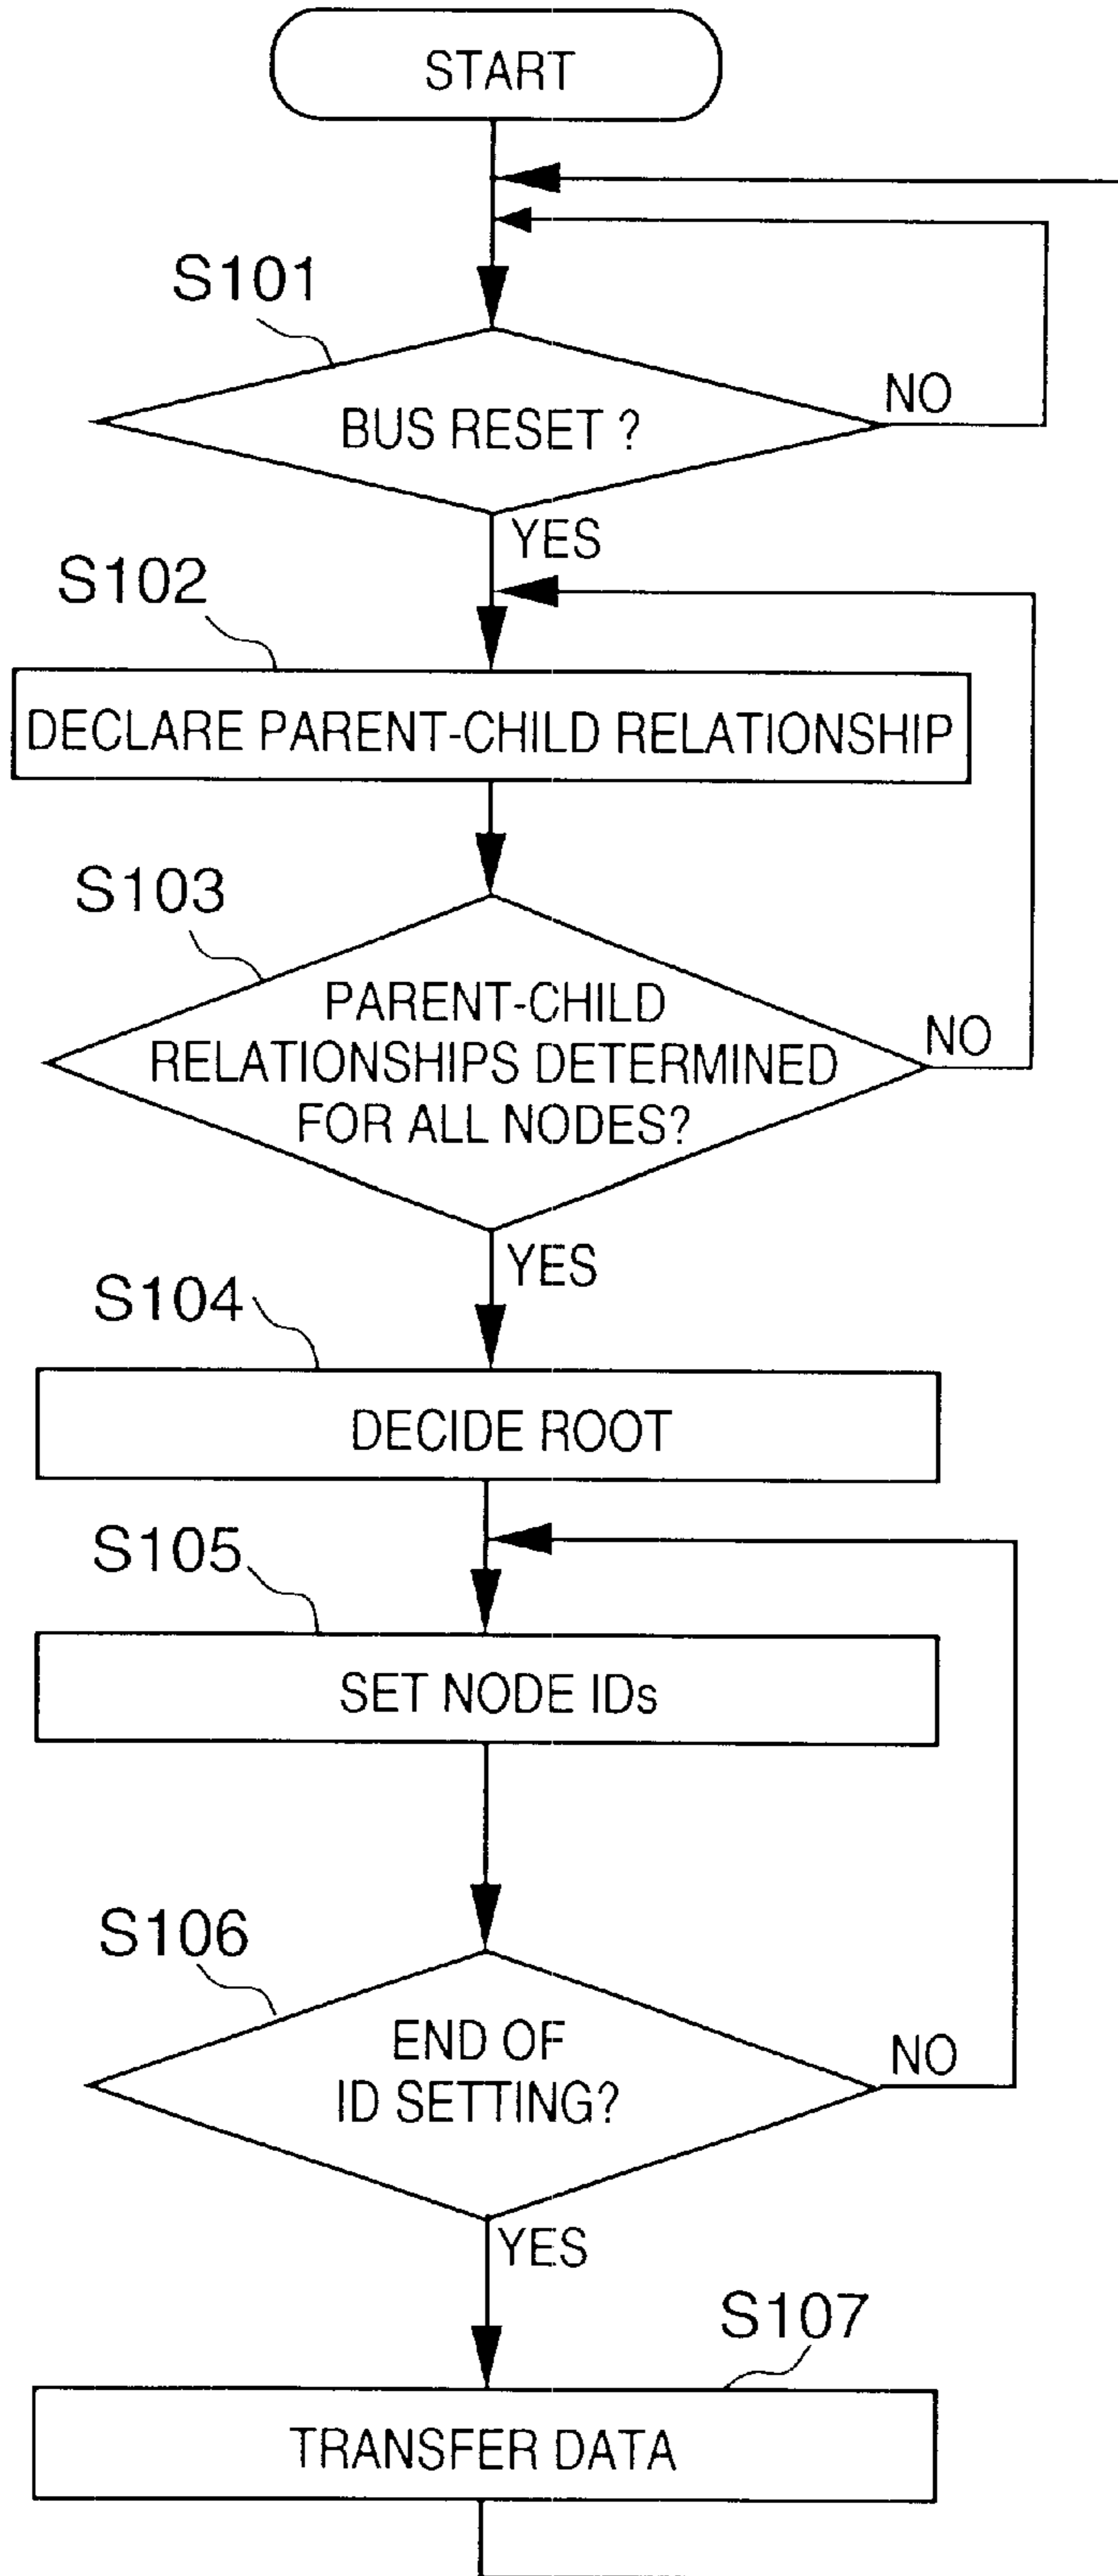 START
S101
BUS RESET ?
NO
YES
S102
DECLARE PARENT-CHILD RELATIONSHIP
S103
PARENT-CHILD
RELATIONSHIPS DETERMINED
FOR ALL NODES?
NO
YES
S104
DECIDE ROOT
S105
SET NODE IDs
S106
END OF
ID SETTING?
NO
YES
S107
TRANSFER DATA